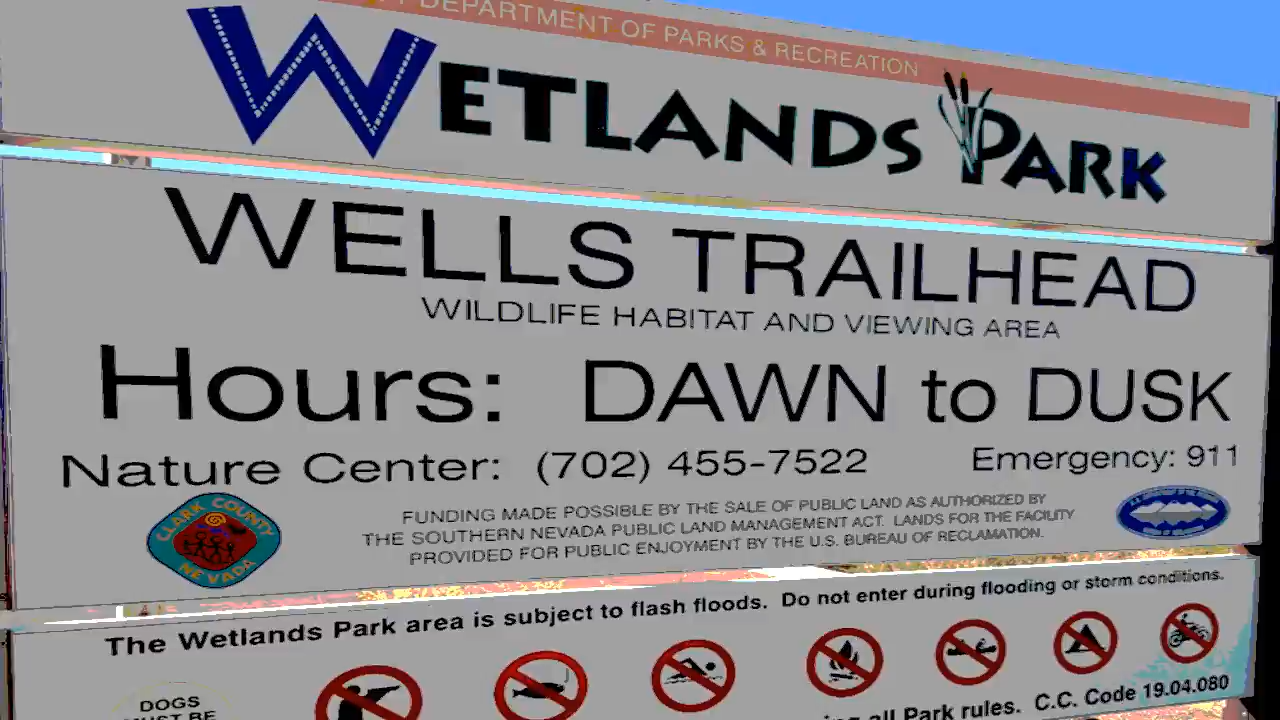 DEPARTMENT OF PARKS & RECREATION
WETLANDS PARK
WELLS TRAILHEAD
WILDLIFE HABITAT AND VIEWING AREA
Hours: DAWN to DUSK
Nature Center: (702) 455-7522 Emergency: 911
CLARK COUNTY
NEVADA
FUNDING MADE POSSIBLE BY THE SALE OF PUBLIC LAND AS AUTHORIZED BY
THE SOUTHERN NEVADA PUBLIC LAND MANAGEMENT ACT. LANDS FOR THE FACILITY
PROVIDED FOR PUBLIC ENJOYMENT BY THE U.S. BUREAU OF RECLAMATION.
The Wetlands Park area is subject to flash floods. Do not enter during flooding or storm conditions.
DOGS
MUST BE
all Park rules. C.C. Code 19.04.080